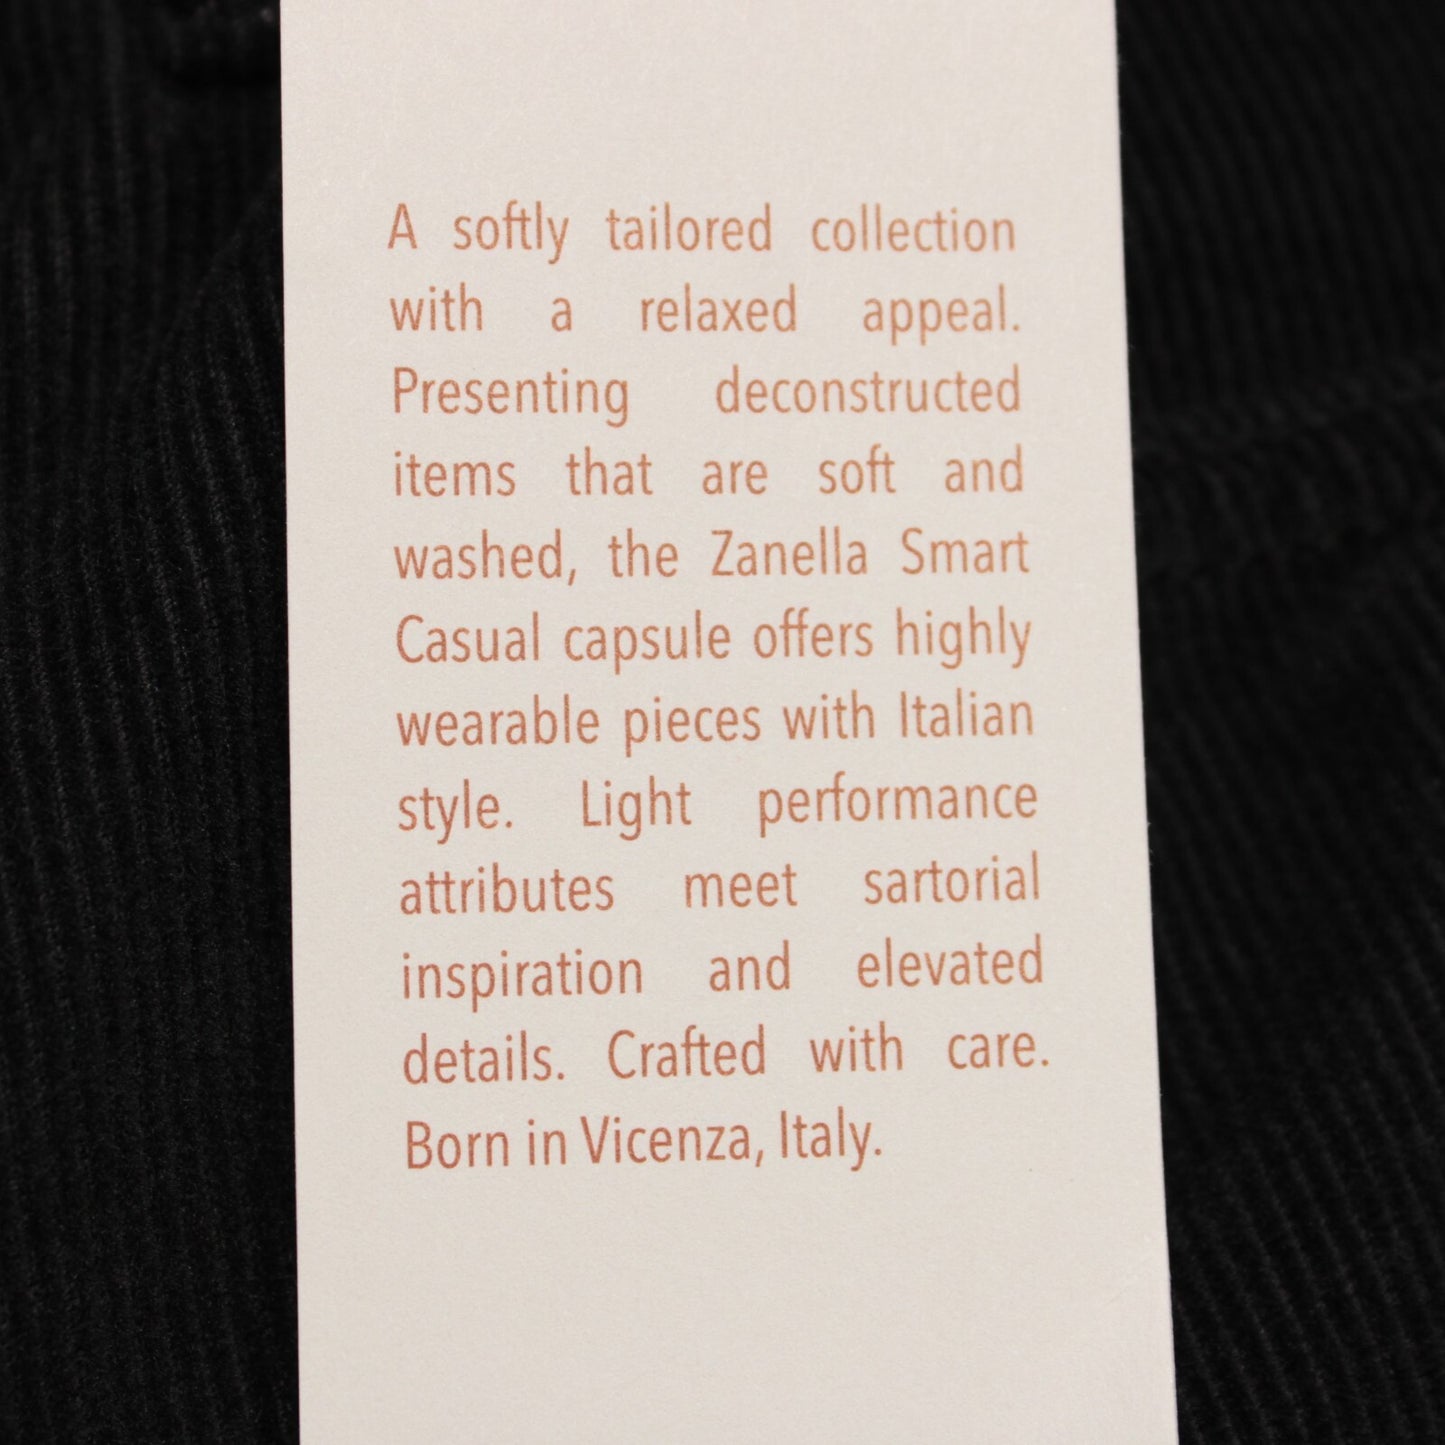 A softly tailored collection
with a relaxed appeal.
Presenting deconstructed
items that are soft and
washed, the Zanella Smart
Casual capsule offers highly
wearable pieces with Italian
style. Light performance
attributes meet sartorial
inspiration and elevated
details. Crafted with care.
Born in Vicenza, Italy.